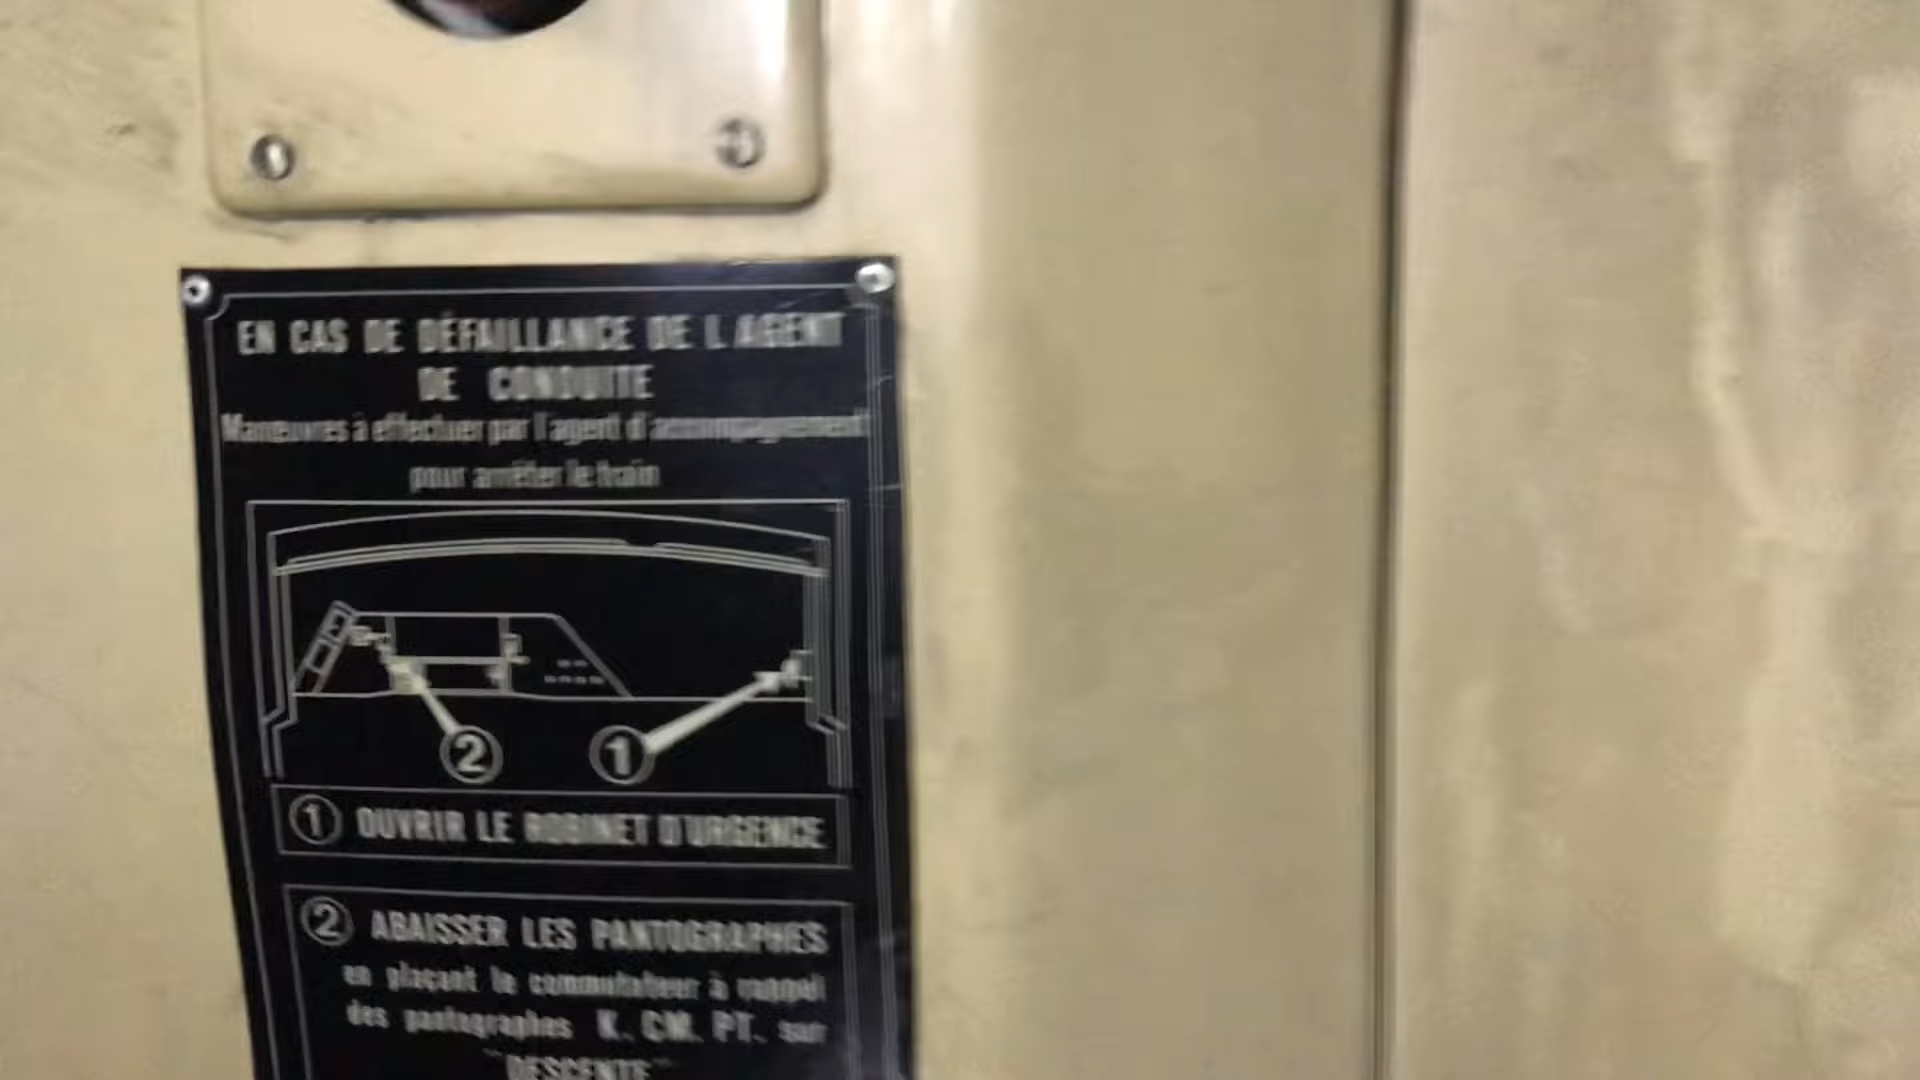 EN CAS DE DÉFAILLANCE DE L'AGENT
DE CONDUITE
Manœuvres à effectuer par l'agent d'accompagnement
pour arrêter le train
2 1
1 OUVRIR LE ROBINET D'URGENCE
2 ABAISSER LES PANTOGRAPHES
en plaçant le commutateur à rappel
des pantographes K. CM. PT. sur
"DESCENTE"